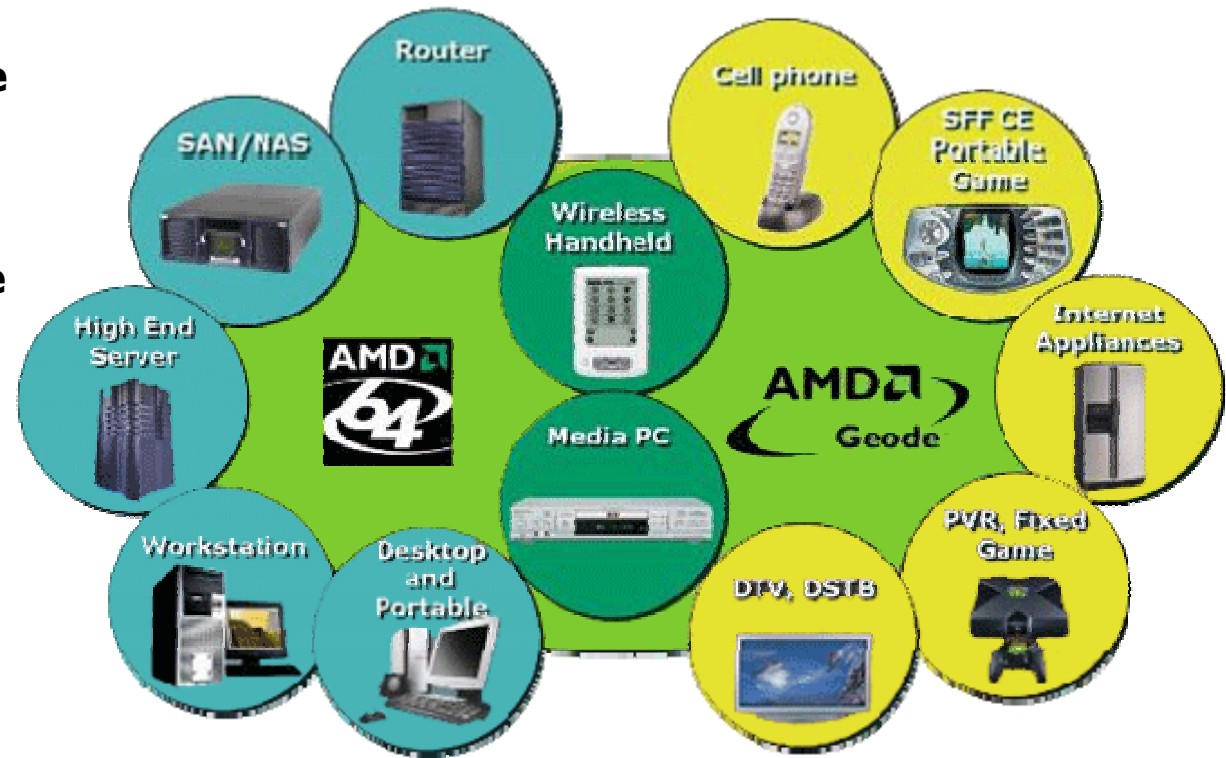 e
e
Router
SAN/NAS
High End
Server
Workstation
Desktop
and
Portable
AMD
64
Wireless
Handheld
Media PC
AMD
Geode
Cell phone
SFF CE
Portable
Game
Internet
Appliances
PVR, Fixed
Game
DTV, DSTB